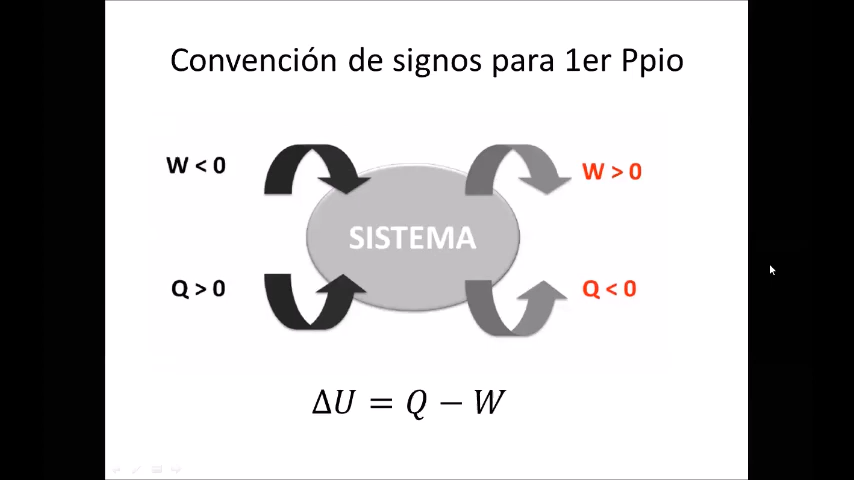 Convención de signos para 1er Ppio
W < 0
W > 0
SISTEMA
Q > 0
Q < 0
ΔU = Q − W